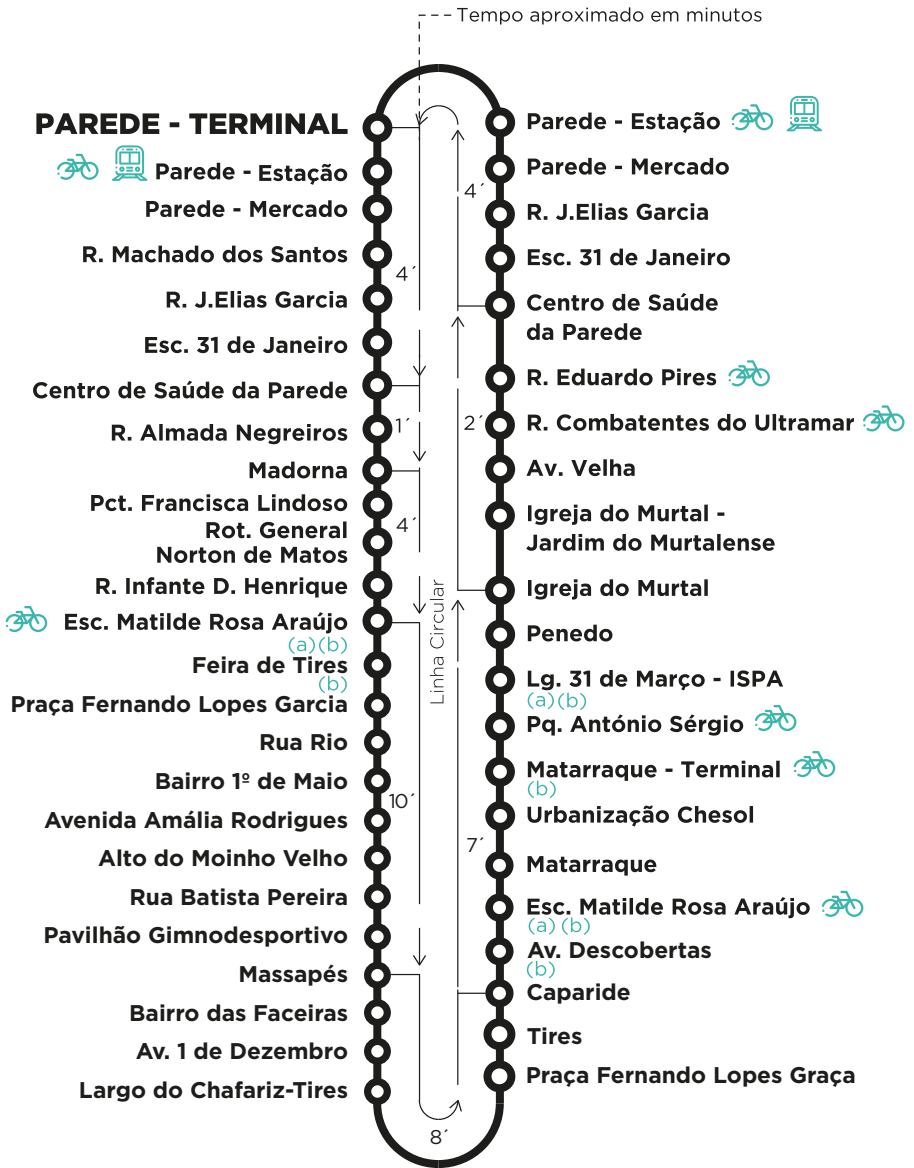 Tempo aproximado em minutos
PAREDE - TERMINAL
Parede - Estação
Parede - Mercado
R. Machado dos Santos
4´
R. J.Elias Garcia
Esc. 31 de Janeiro
Centro de Saúde da Parede
R. Almada Negreiros
1´
Madorna
Pct. Francisca Lindoso
Rot. General
Norton de Matos
4´
R. Infante D. Henrique
Esc. Matilde Rosa Araújo
(a)(b)
Feira de Tires
(b)
Praça Fernando Lopes Garcia
Rua Rio
Bairro 1º de Maio
10´
Avenida Amália Rodrigues
Alto do Moinho Velho
Rua Batista Pereira
Pavilhão Gimnodesportivo
Massapés
Bairro das Faceiras
Av. 1 de Dezembro
Largo do Chafariz-Tires
8´
Linha Circular
Parede - Estação
Parede - Mercado
4´
R. J.Elias Garcia
Esc. 31 de Janeiro
Centro de Saúde
da Parede
R. Eduardo Pires
2´
R. Combatentes do Ultramar
Av. Velha
Igreja do Murtal -
Jardim do Murtalense
Igreja do Murtal
Penedo
Lg. 31 de Março - ISPA
(a)(b)
Pq. António Sérgio
Matarraque - Terminal
(b)
Urbanização Chesol
7´
Matarraque
Esc. Matilde Rosa Araújo
(a) (b)
Av. Descobertas
(b)
Caparide
Tires
Praça Fernando Lopes Graça